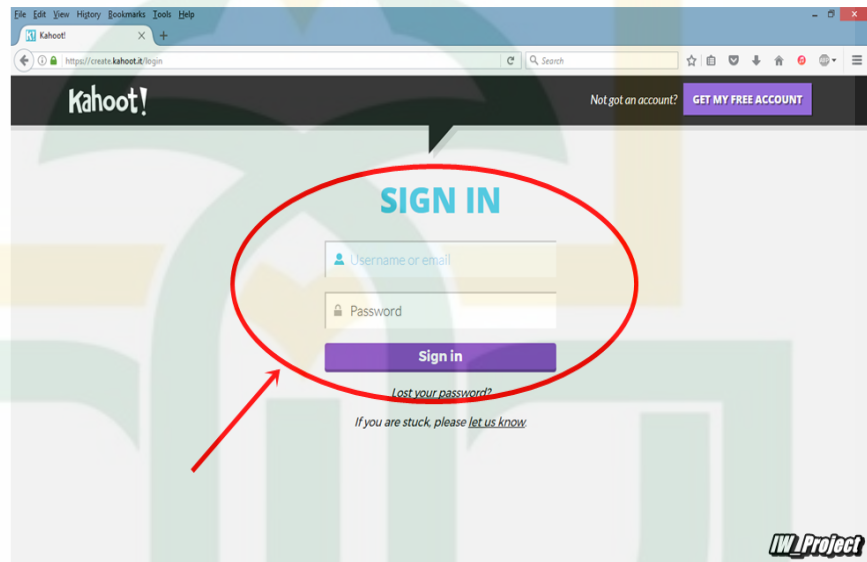 File Edit View History Bookmarks Tools Help
Kahoot!
https://create.kahoot.it/login
Search
Kahoot!
Not got an account? GET MY FREE ACCOUNT
SIGN IN
Username or email
Password
Sign in
Lost your password?
If you are stuck, please let us know.
IW_Project